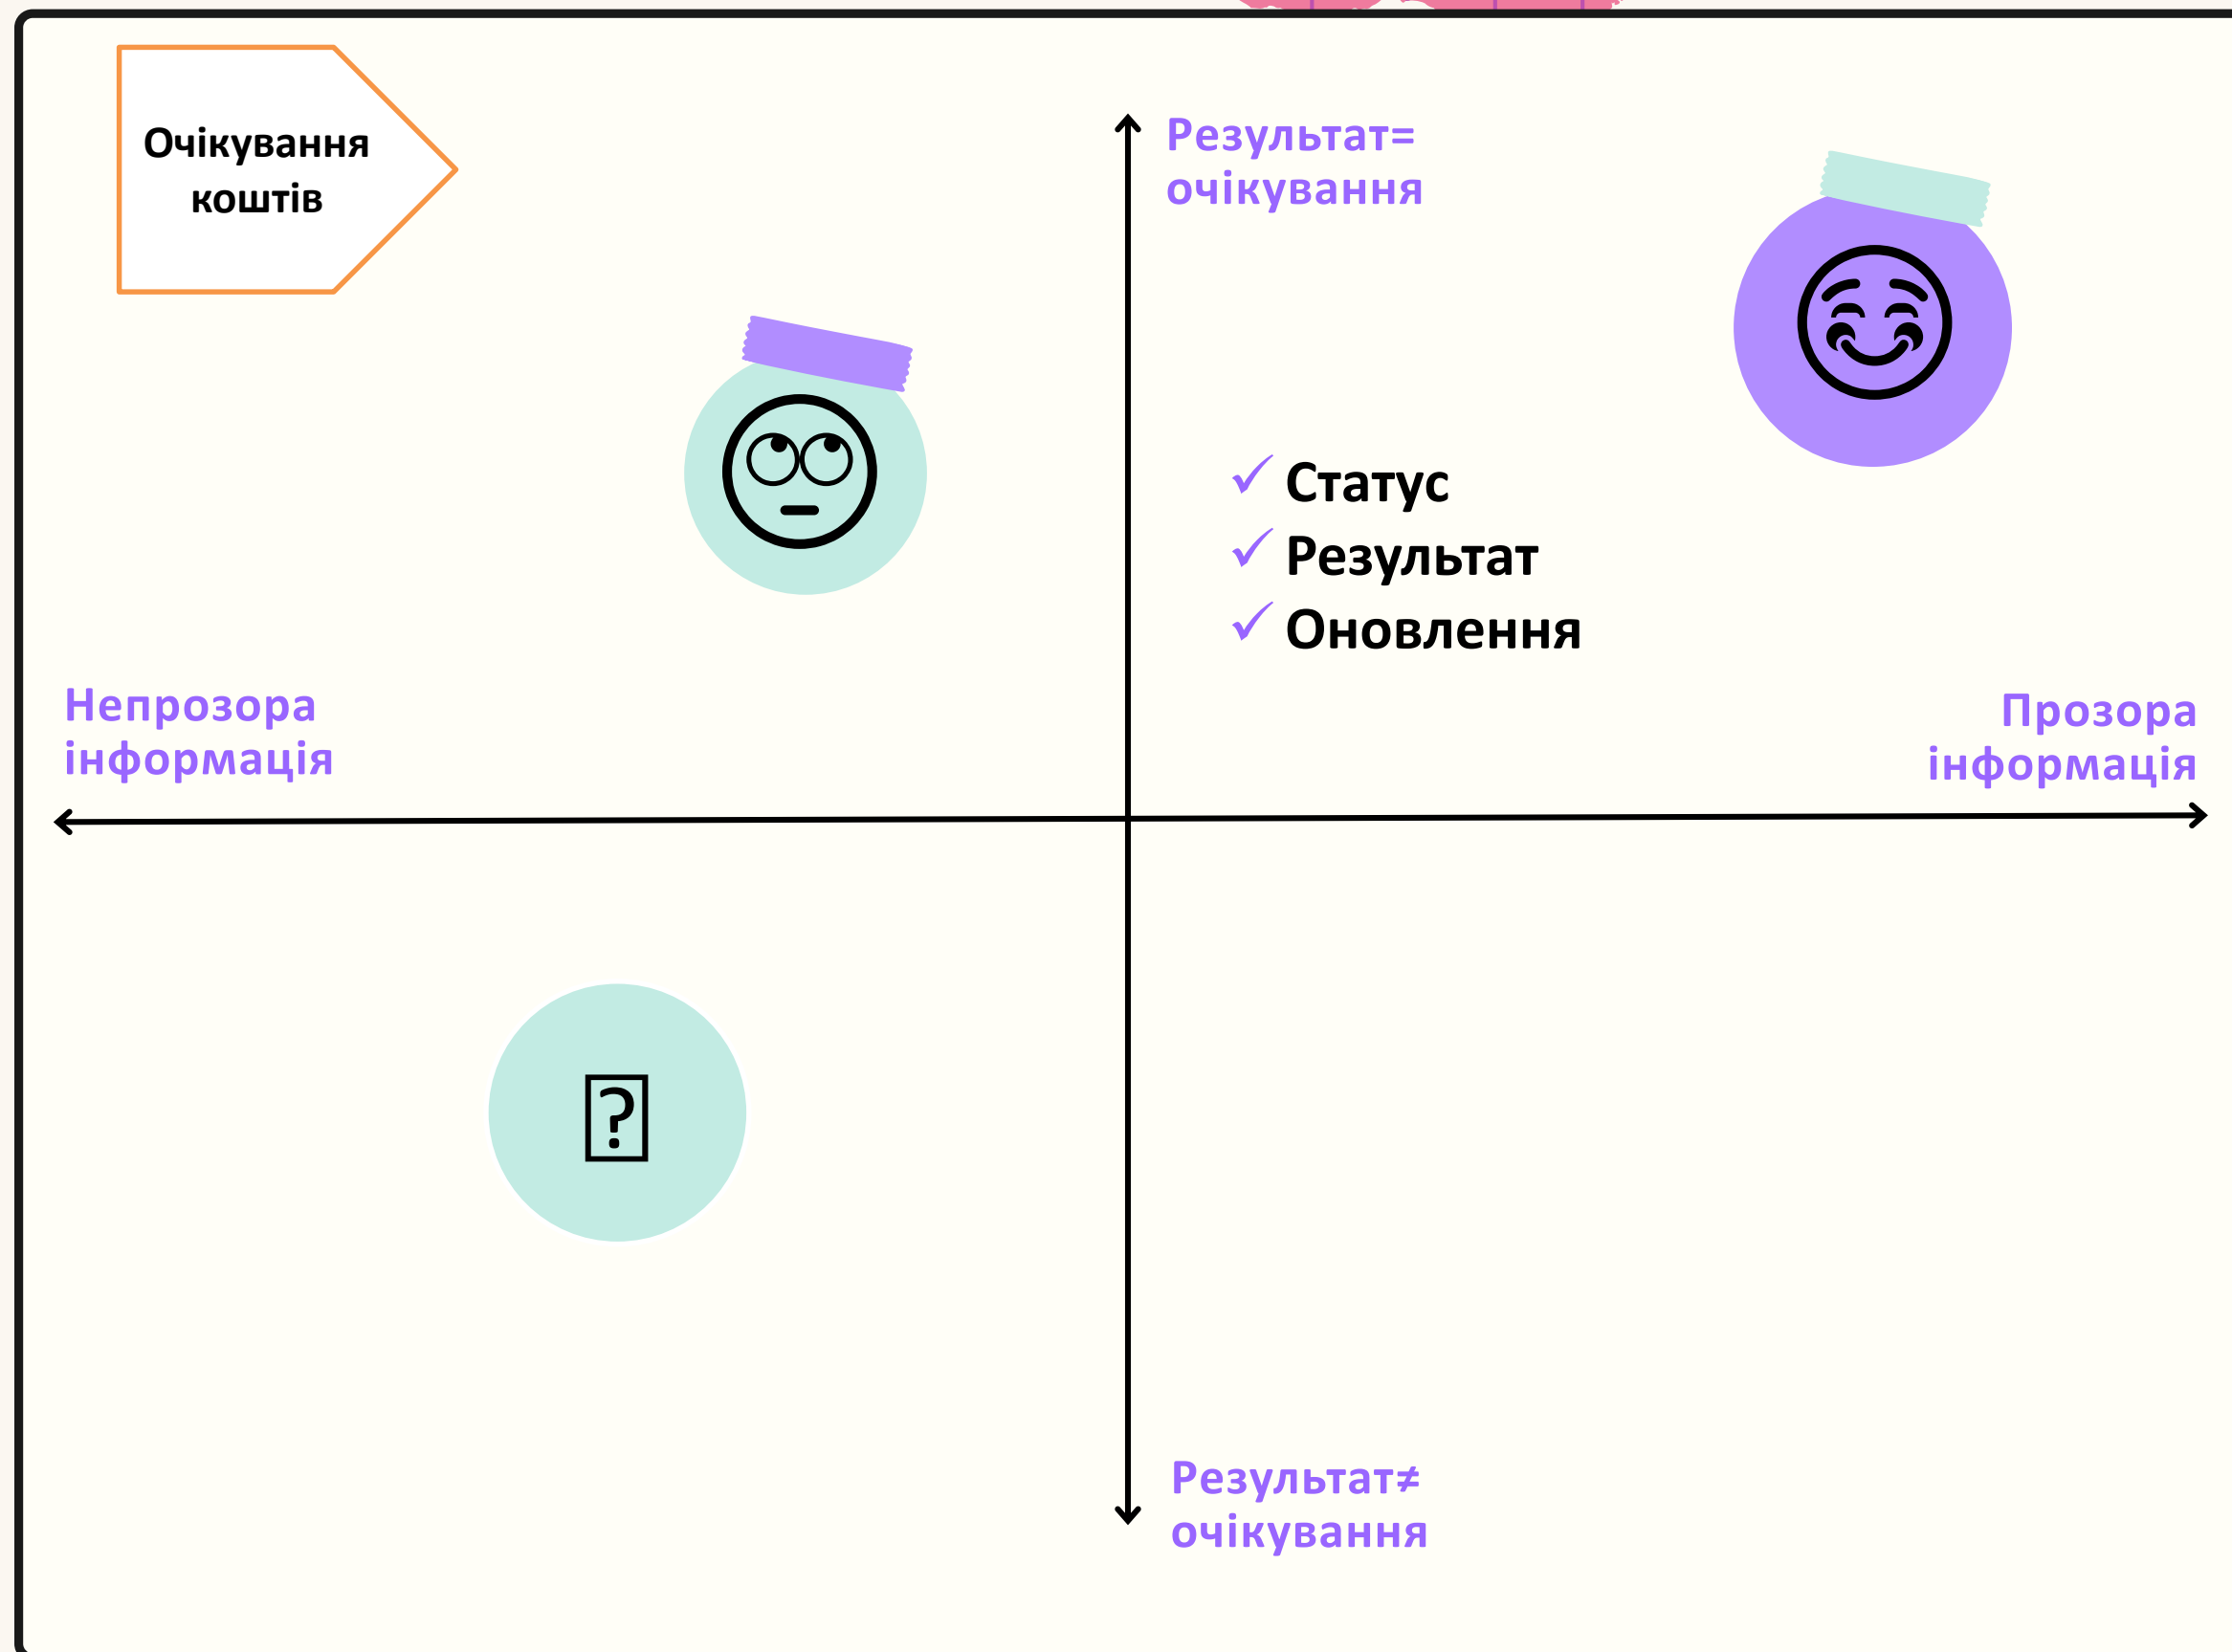 Очікування
коштів
Результат=
очікування
✓ Статус
✓ Результат
✓ Оновлення
Непрозора
інформація
Прозора
інформація
?
Результат≠
очікування